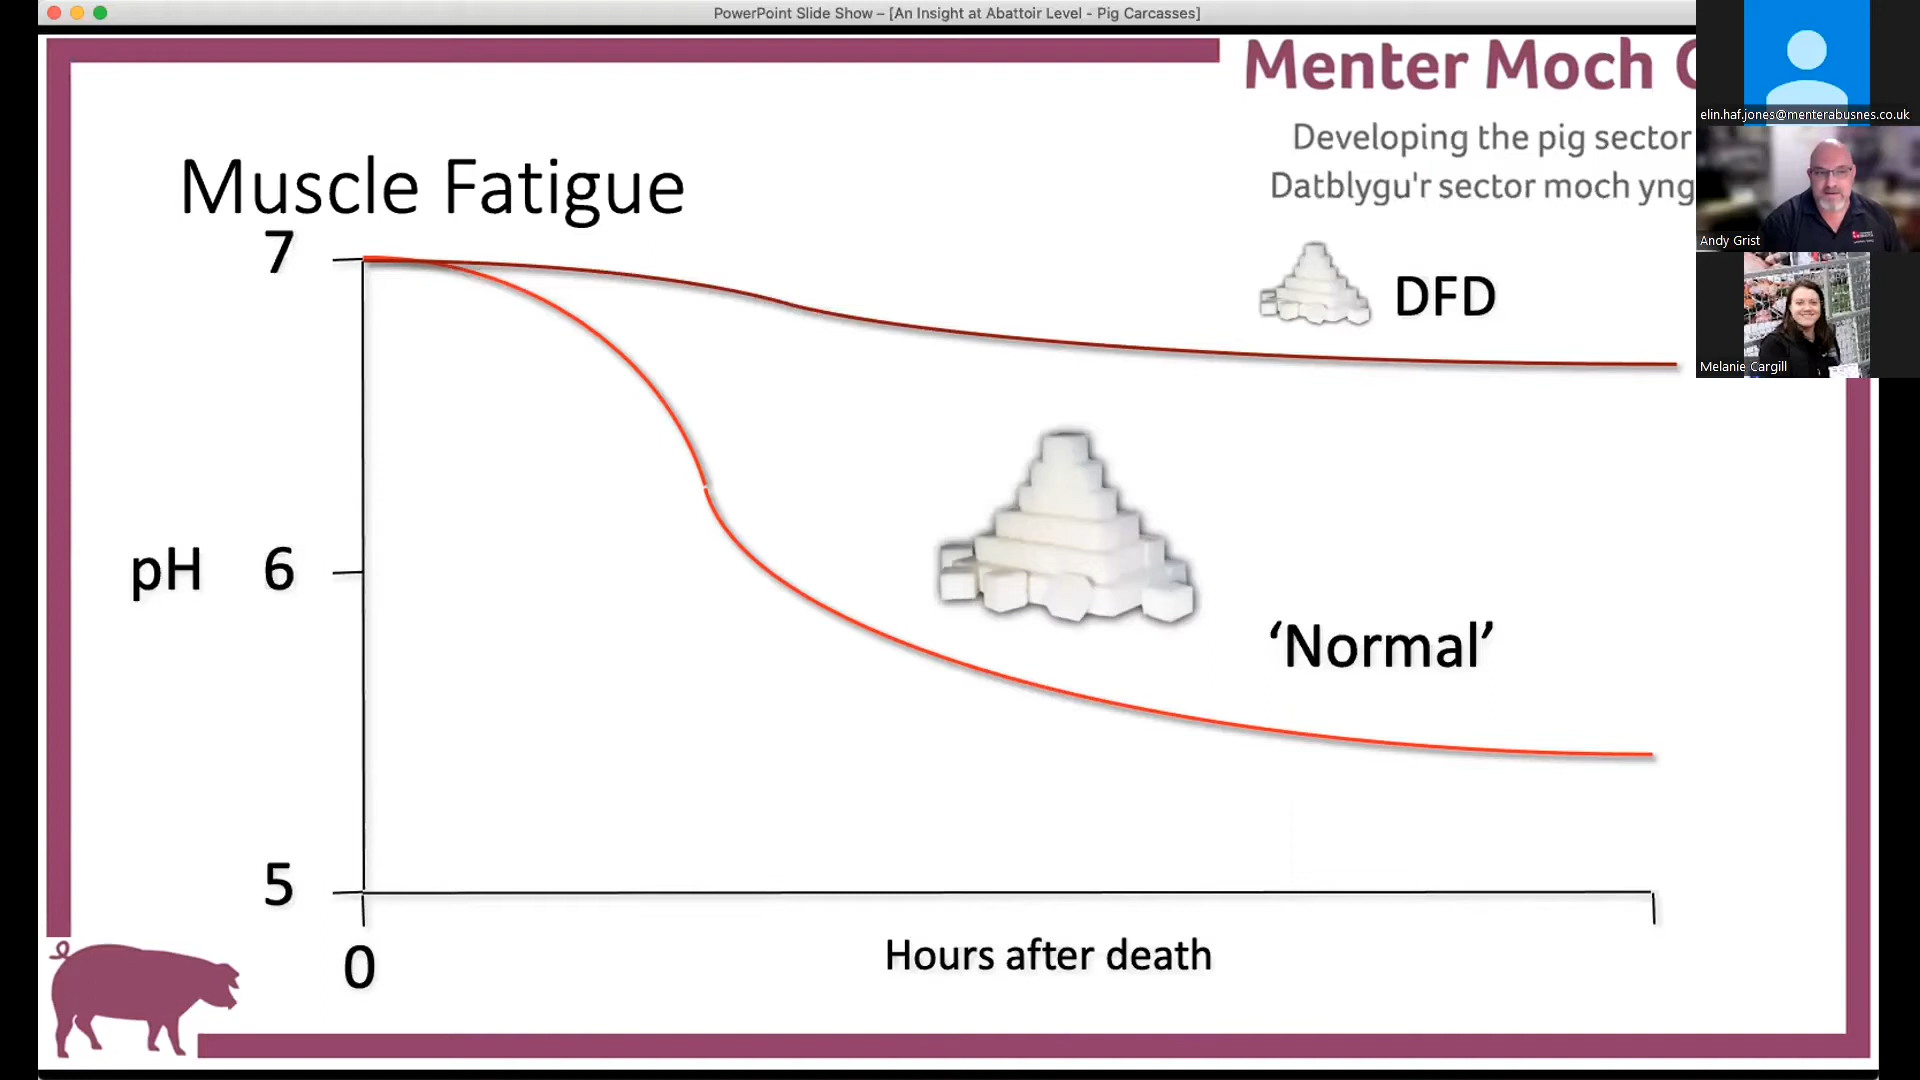 PowerPoint Slide Show – [An Insight at Abattoir Level - Pig Carcasses]
Menter Moch
Developing the pig sector
Datblygu'r sector moch yng
elin.haf.jones@menterabusnes.co.uk
Andy Grist
Melanie Cargill
Muscle Fatigue
7
DFD
pH 6
‘Normal’
5
0
Hours after death